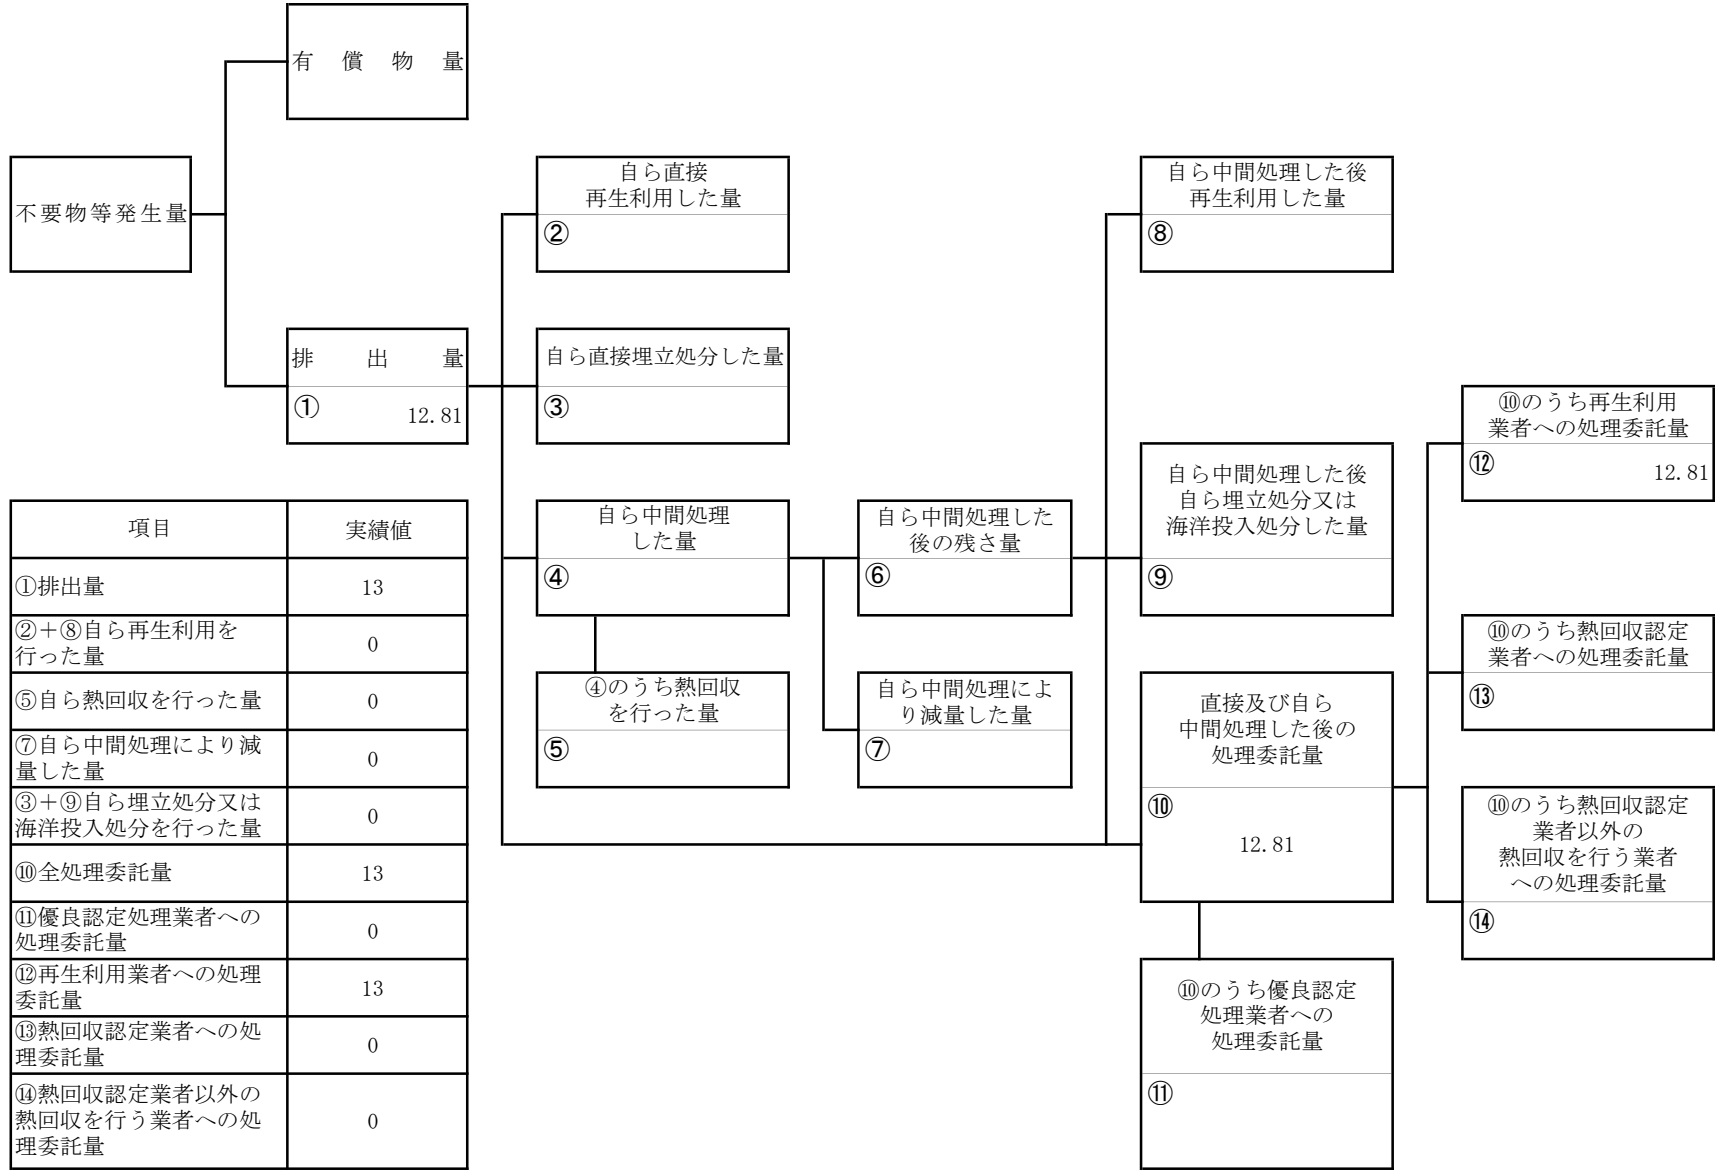 有償物量
不要物等発生量
排出量
①
12.81
自ら直接
再生利用した量
②
自ら直接埋立処分した量
③
自ら中間処理
した量
④
④のうち熱回収
を行った量
⑤
自ら中間処理した
後の残さ量
⑥
自ら中間処理によ
り減量した量
⑦
自ら中間処理した後
再生利用した量
⑧
自ら中間処理した後
自ら埋立処分又は
海洋投入処分した量
⑨
直接及び自ら
中間処理した後の
処理委託量
⑩
12.81
⑩のうち優良認定
処理業者への
処理委託量
⑪
⑩のうち再生利用
業者への処理委託量
⑫
12.81
⑩のうち熱回収認定
業者への処理委託量
⑬
⑩のうち熱回収認定
業者以外の
熱回収を行う業者
への処理委託量
⑭
項目 実績値
①排出量 13
②＋⑧自ら再生利用を
行った量 0
⑤自ら熱回収を行った量 0
⑦自ら中間処理により減
量した量 0
③＋⑨自ら埋立処分又は
海洋投入処分を行った量 0
⑩全処理委託量 13
⑪優良認定処理業者への
処理委託量 0
⑫再生利用業者への処理
委託量 13
⑬熱回収認定業者への処
理委託量 0
⑭熱回収認定業者以外の
熱回収を行う業者への処
理委託量 0